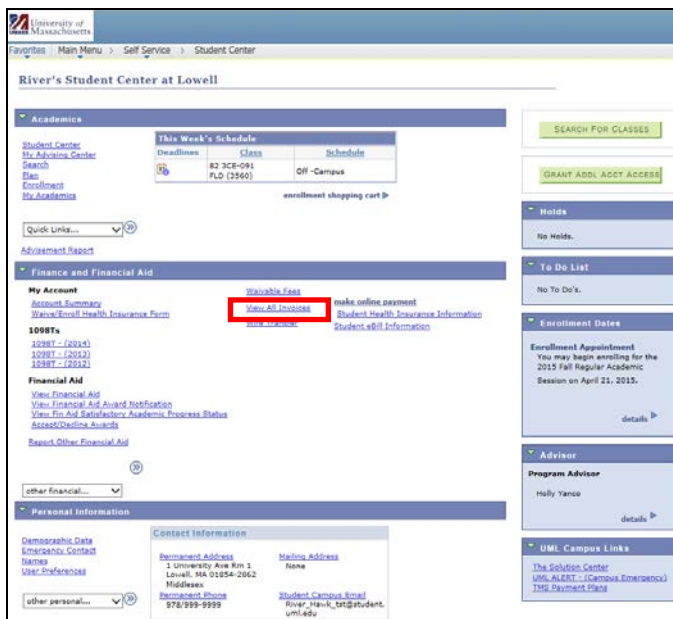 University of
Massachusetts
Favorites Main Menu > Self Service > Student Center
River's Student Center at Lowell
Academics
Student Center
My Advising Center
Search
Plan
Enrollment
My Academics
This Week's Schedule
Deadlines Class Schedule
82 3CE-091
FLD (3560)
Off -Campus
enrollment shopping cart
Quick Links...
Advisement Report
Finance and Financial Aid
My Account
Account Summary
Waive/Enroll Health Insurance Form
1098Ts
1098T - (2014)
1098T - (2013)
1098T - (2012)
Financial Aid
View Financial Aid
View Financial Aid Award Notification
View Fin Aid Satisfactory Academic Progress Status
Accept/Decline Awards
Report Other Financial Aid
Waivable Fees
View All Invoices
Wire Transfer
make online payment
Student Health Insurance Information
Student eBill Information
other financial...
Personal Information
Demographic Data
Emergency Contact
Names
User Preferences
other personal...
Contact Information
Permanent Address
1 University Ave Rm 1
Lowell, MA 01854-2862
Middlesex
Mailing Address
None
Permanent Phone
978/999-9999
Student Campus Email
River_Hawk_tst@student.
uml.edu
SEARCH FOR CLASSES
GRANT ADDL ACCT ACCESS
Holds
No Holds.
To Do List
No To Do's.
Enrollment Dates
Enrollment Appointment
You may begin enrolling for the
2015 Fall Regular Academic
Session on April 21, 2015.
details
Advisor
Program Advisor
Holly Yanco
details
UML Campus Links
The Solution Center
UML ALERT - (Campus Emergency)
TMS Payment Plans